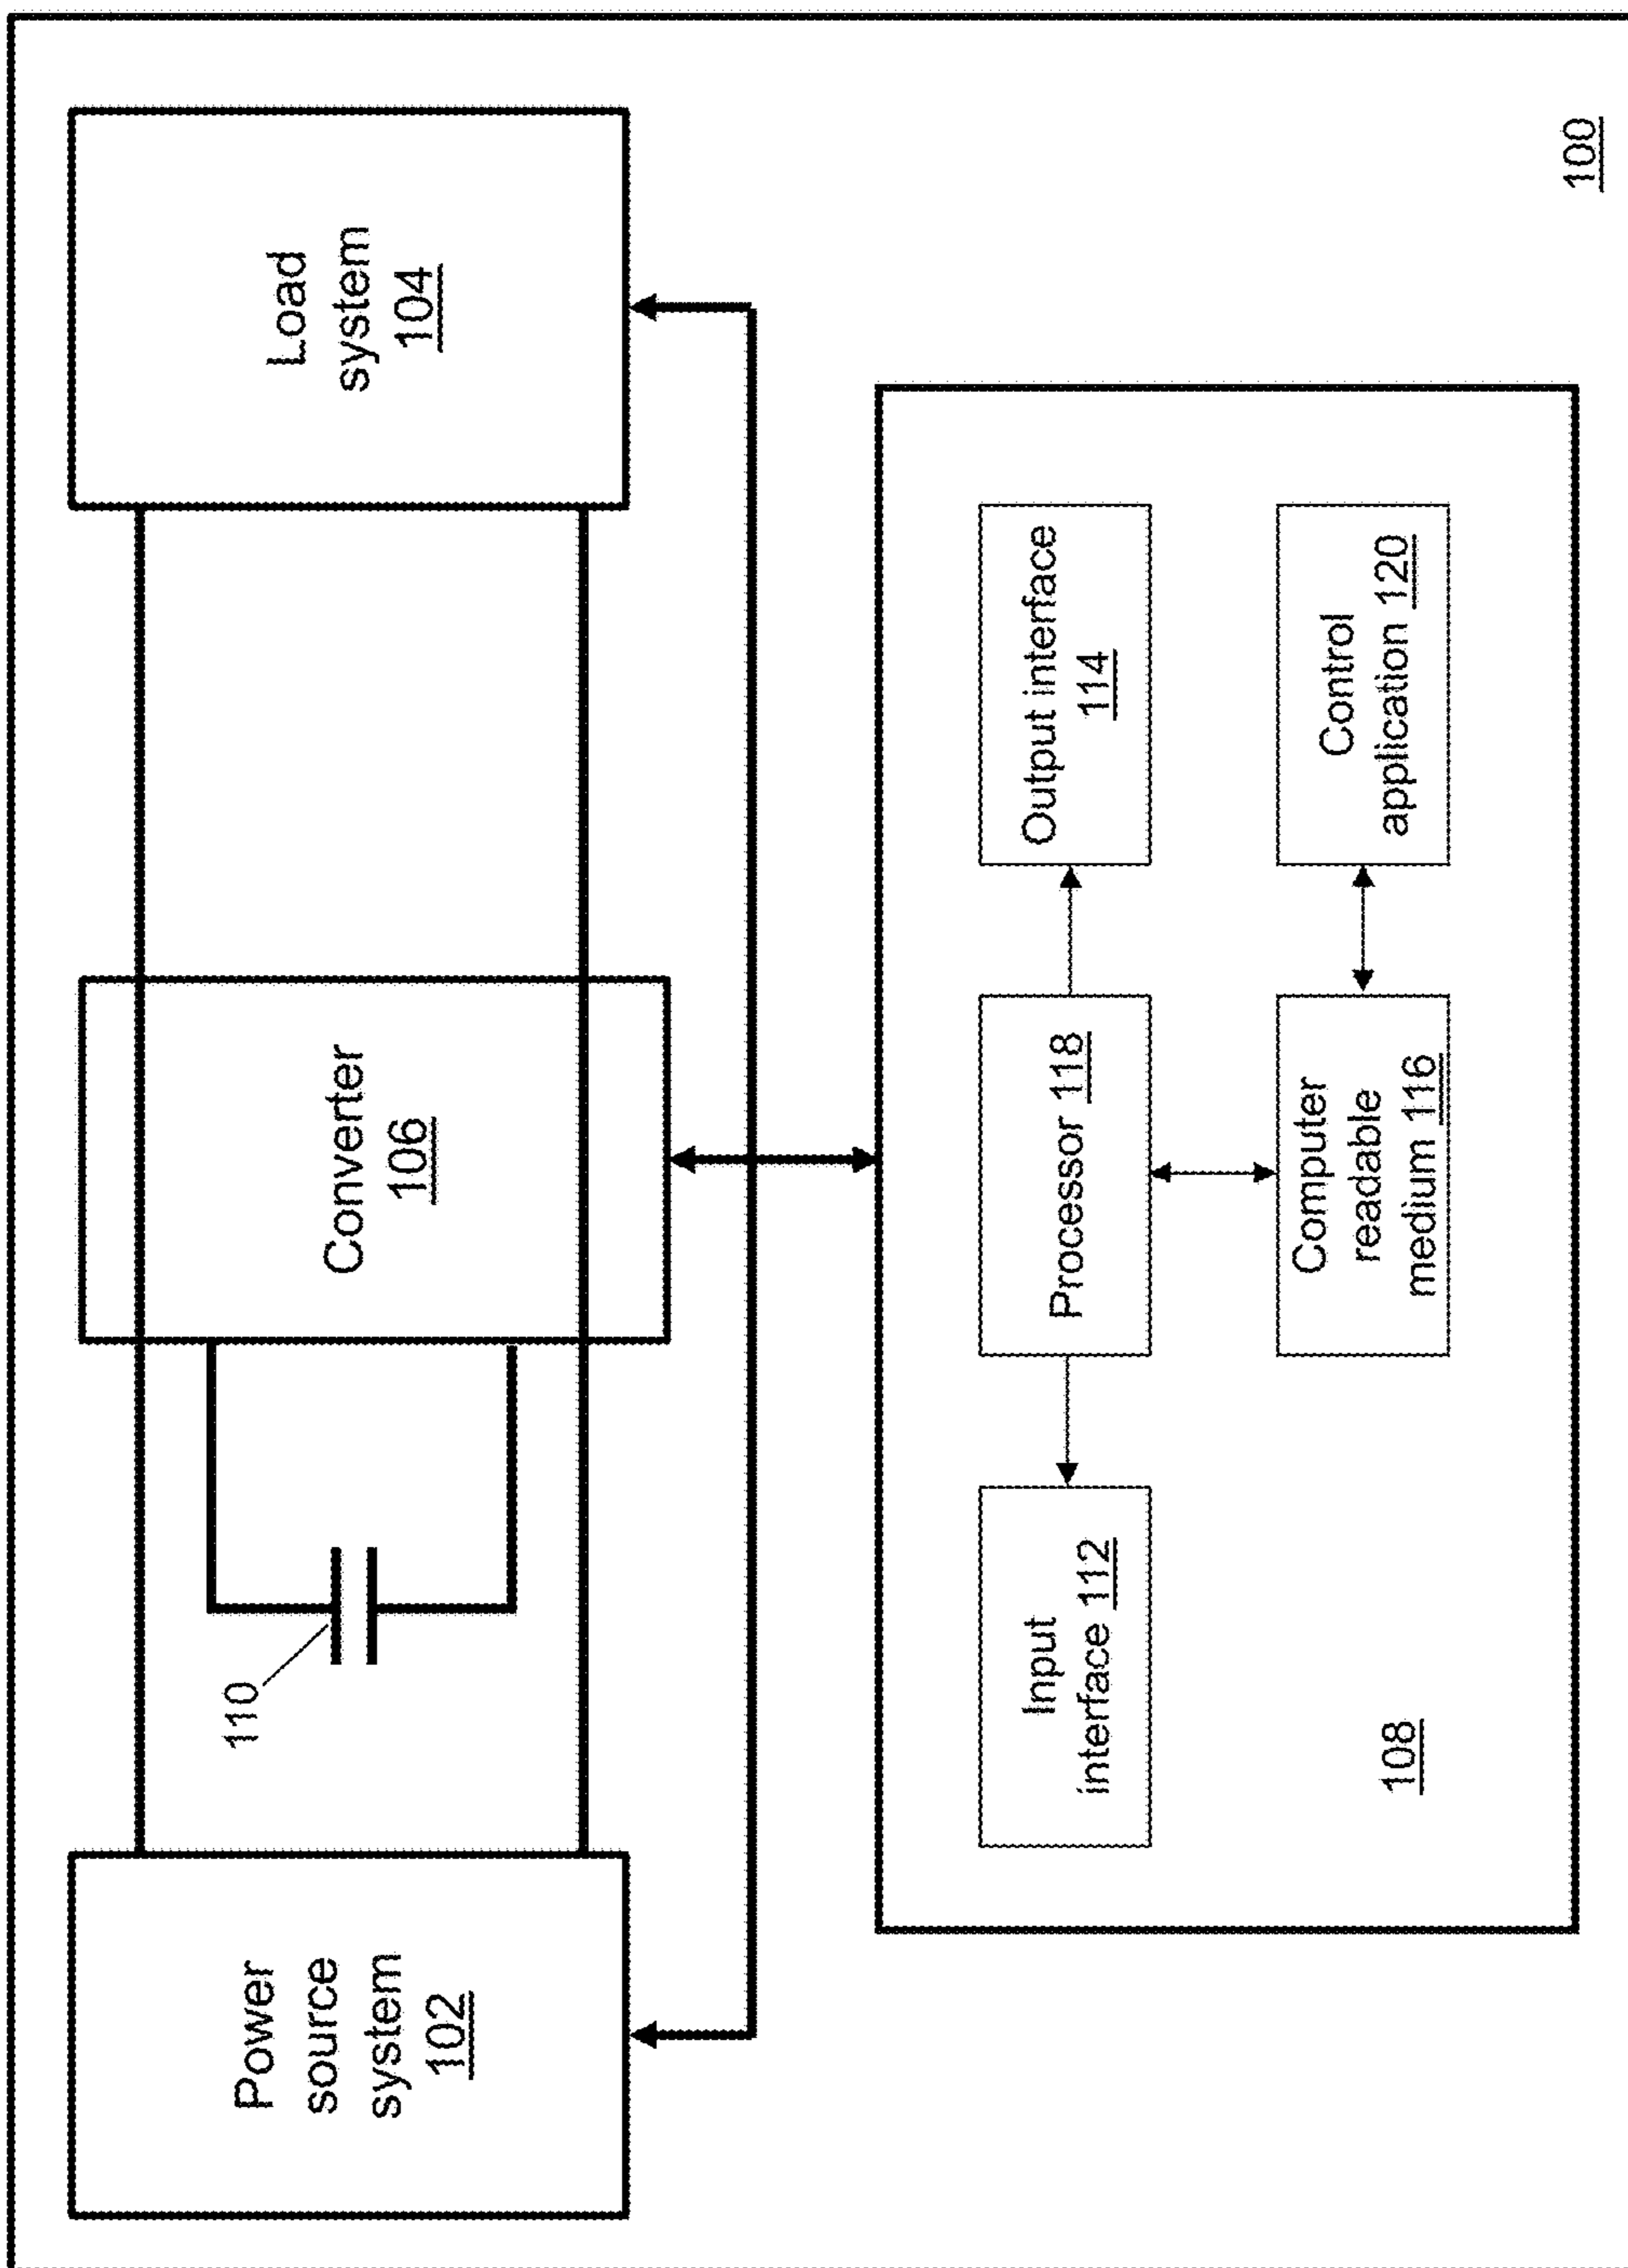 Power
source
system
102
110
Converter
106
Load
system
104
Input
interface 112
Processor 118
Output interface
114
Computer
readable
medium 116
Control
application 120
108
100